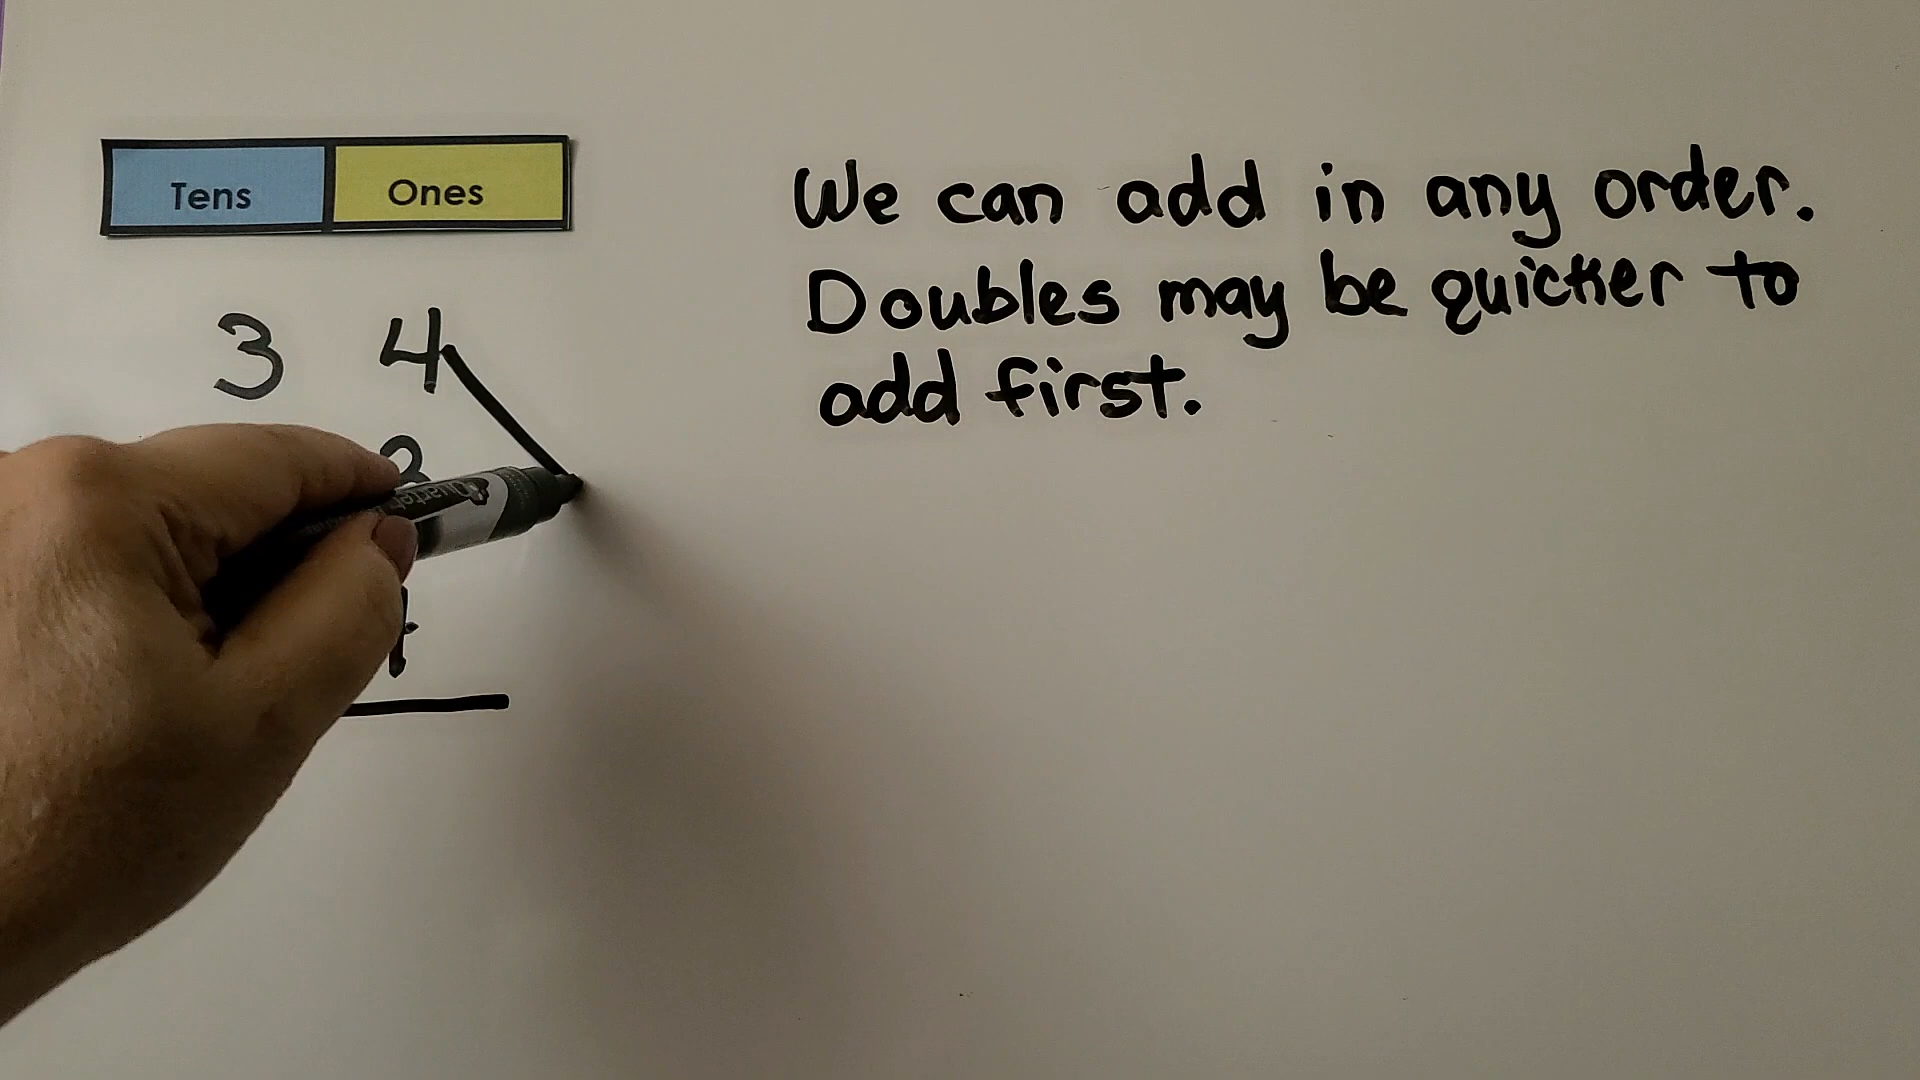 Tens Ones
We can add in any order.
Doubles may be quicker to
add first.
3 4